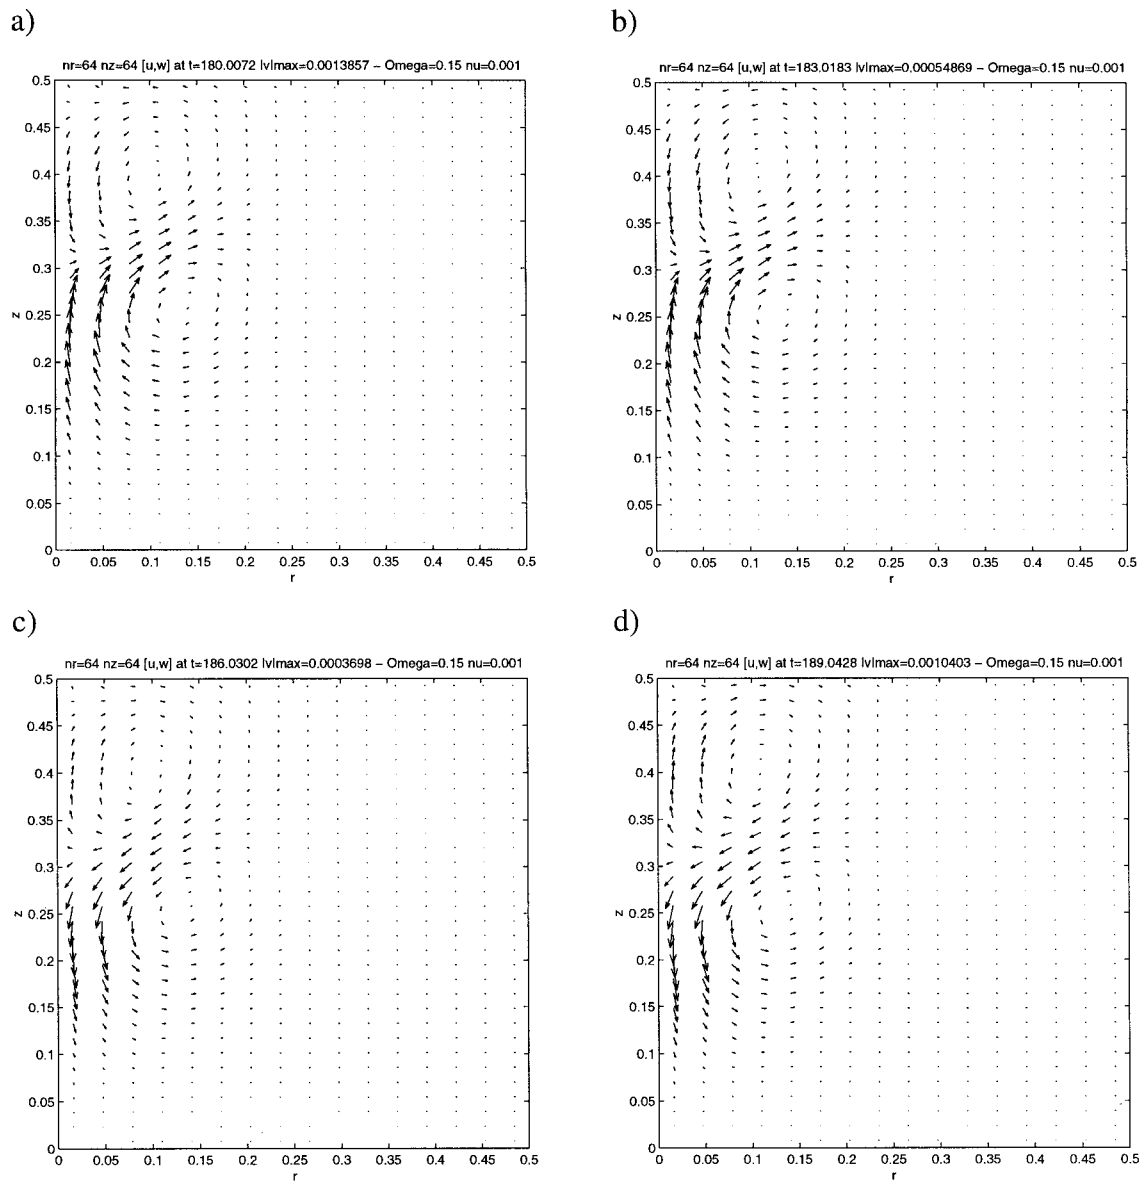 a)
nr=64 nz=64 [u,w] at t=180.0072 |v|max=0.0013857 – Omega=0.15 nu=0.001
0.5
0.45
0.4
0.35
0.3
z 0.25
0.2
0.15
0.1
0.05
0
0 0.05 0.1 0.15 0.2 0.25 0.3 0.35 0.4 0.45 0.5
r
b)
nr=64 nz=64 [u,w] at t=183.0183 |v|max=0.00054869 – Omega=0.15 nu=0.001
0.5
0.45
0.4
0.35
0.3
z 0.25
0.2
0.15
0.1
0.05
0
0 0.05 0.1 0.15 0.2 0.25 0.3 0.35 0.4 0.45 0.5
r
c)
nr=64 nz=64 [u,w] at t=186.0302 |v|max=0.0003698 – Omega=0.15 nu=0.001
0.5
0.45
0.4
0.35
0.3
z 0.25
0.2
0.15
0.1
0.05
0
0 0.05 0.1 0.15 0.2 0.25 0.3 0.35 0.4 0.45 0.5
r
d)
nr=64 nz=64 [u,w] at t=189.0428 |v|max=0.0010403 – Omega=0.15 nu=0.001
0.5
0.45
0.4
0.35
0.3
z 0.25
0.2
0.15
0.1
0.05
0
0 0.05 0.1 0.15 0.2 0.25 0.3 0.35 0.4 0.45 0.5
r